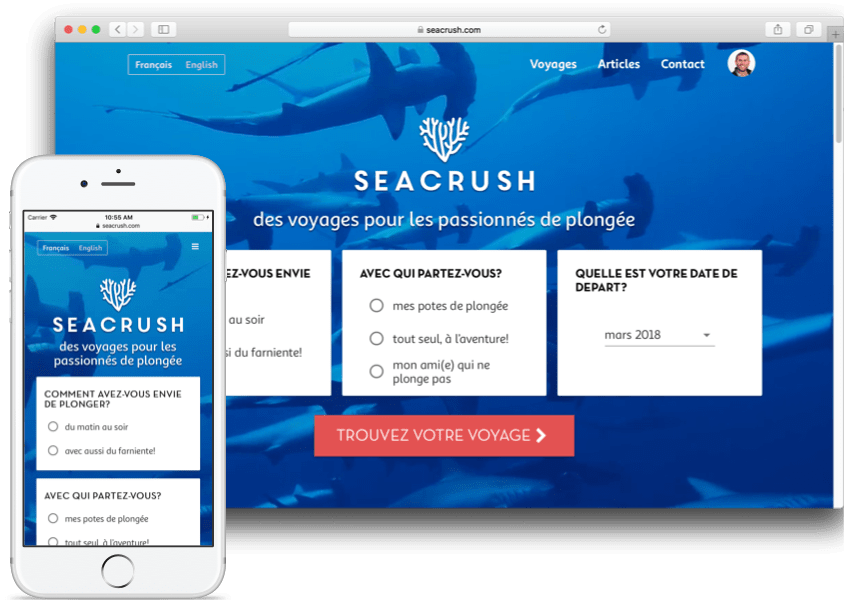 seacrush.com
Français English
Voyages Articles Contact
SEACRUSH
des voyages pour les passionnés de plongée
EZ-VOUS ENVIE
au soir
si du farniente!
AVEC QUI PARTEZ-VOUS?
mes potes de plongée
tout seul, à l'aventure!
mon ami(e) qui ne
plonge pas
QUELLE EST VOTRE DATE DE
DEPART?
mars 2018
TROUVEZ VOTRE VOYAGE
Carrier 10:55 AM
seacrush.com
Français English
SEACRUSH
des voyages pour les
passionnés de plongée
COMMENT AVEZ-VOUS ENVIE
DE PLONGER?
du matin au soir
avec aussi du farniente!
AVEC QUI PARTEZ-VOUS?
mes potes de plongée
tout seul, à l'aventure!